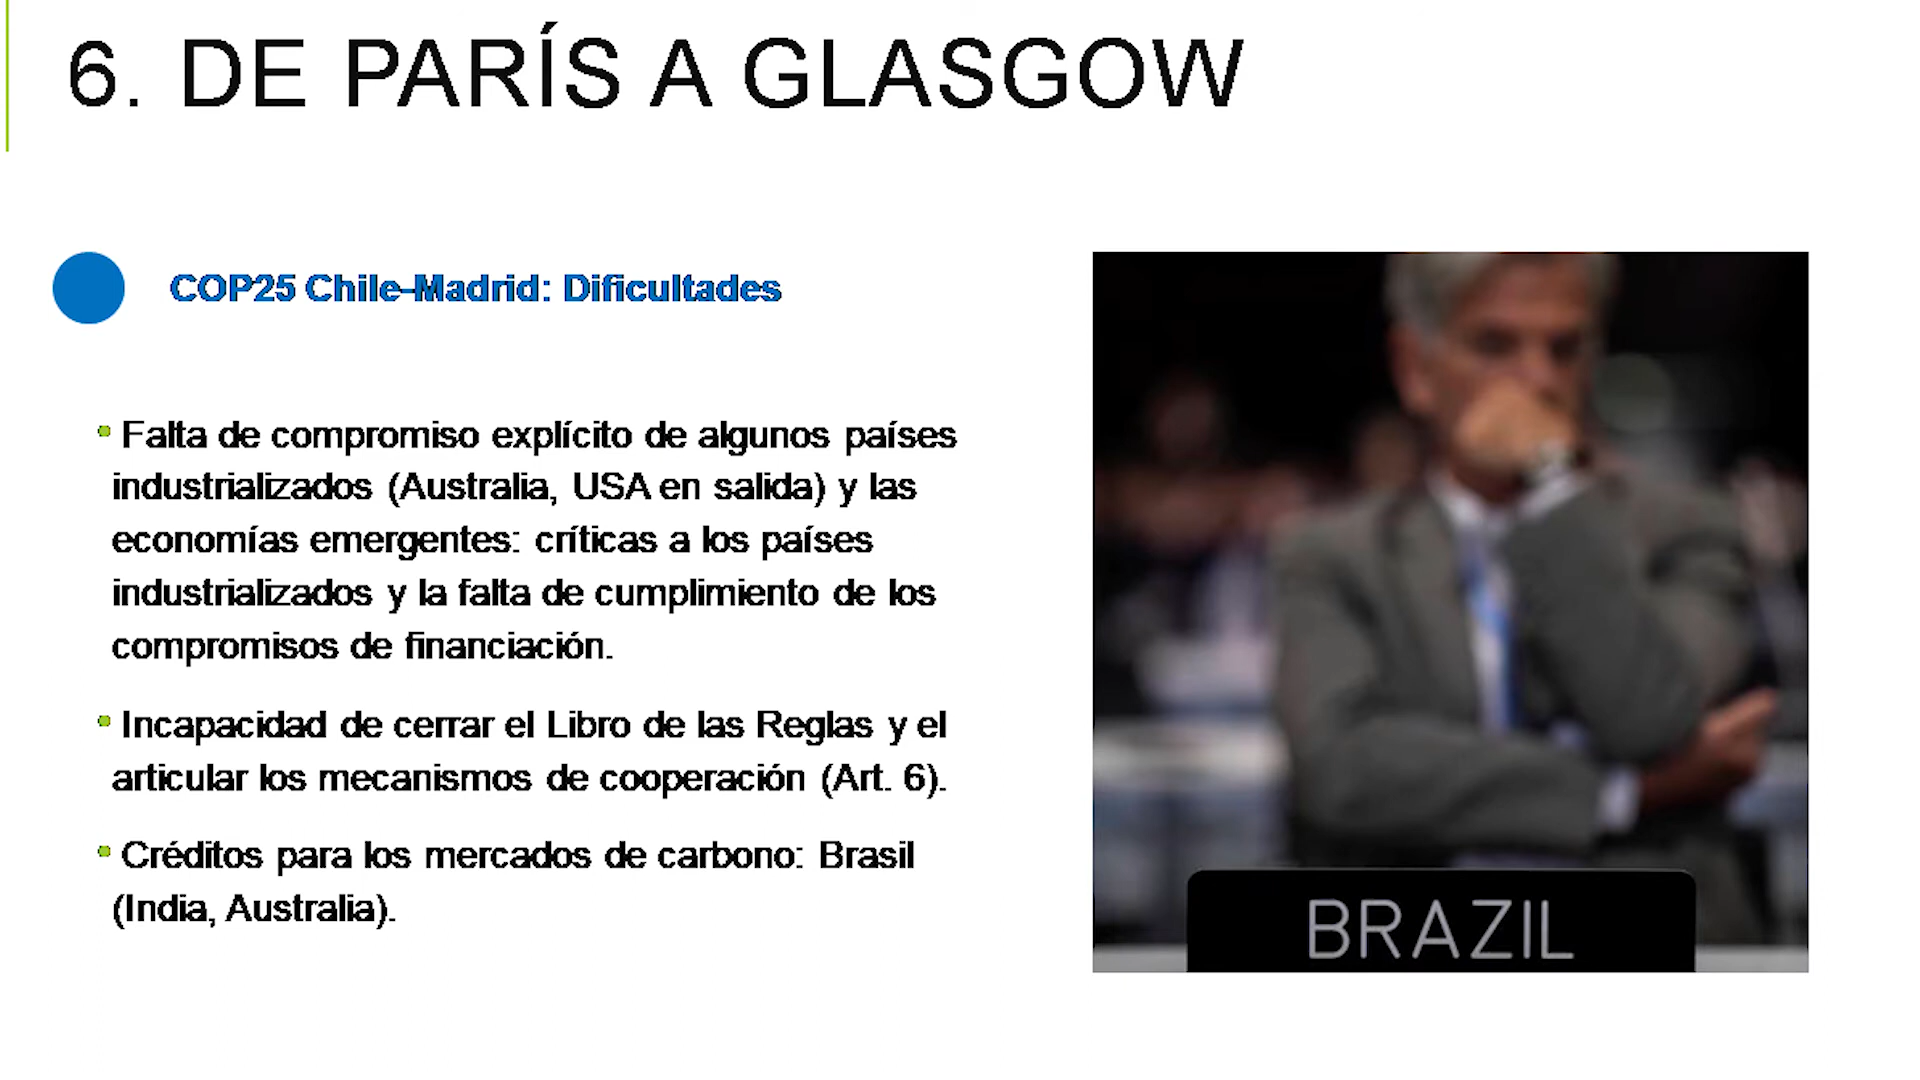 6. DE PARÍS A GLASGOW
COP25 Chile–Madrid: Dificultades
• Falta de compromiso explícito de algunos países
industrializados (Australia, USA en salida) y las
economías emergentes: críticas a los países
industrializados y la falta de cumplimiento de los
compromisos de financiación.
• Incapacidad de cerrar el Libro de las Reglas y el
articular los mecanismos de cooperación (Art. 6).
• Créditos para los mercados de carbono: Brasil
(India, Australia).
BRAZIL